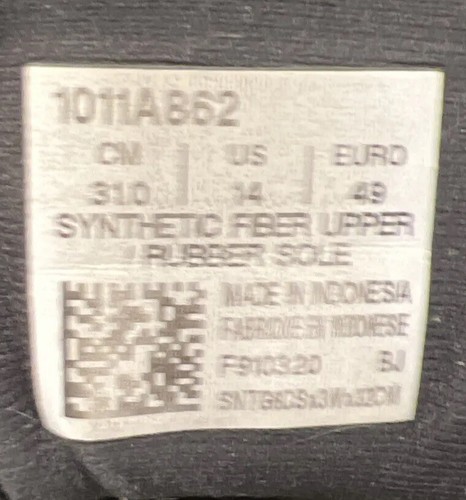 1011A862
CM US EURO
31.0 14 49
SYNTHETIC FIBER UPPER
/ RUBBER SOLE
MADE IN INDONESIA
FABRIQUE EN INDONESE
F910320 BJ